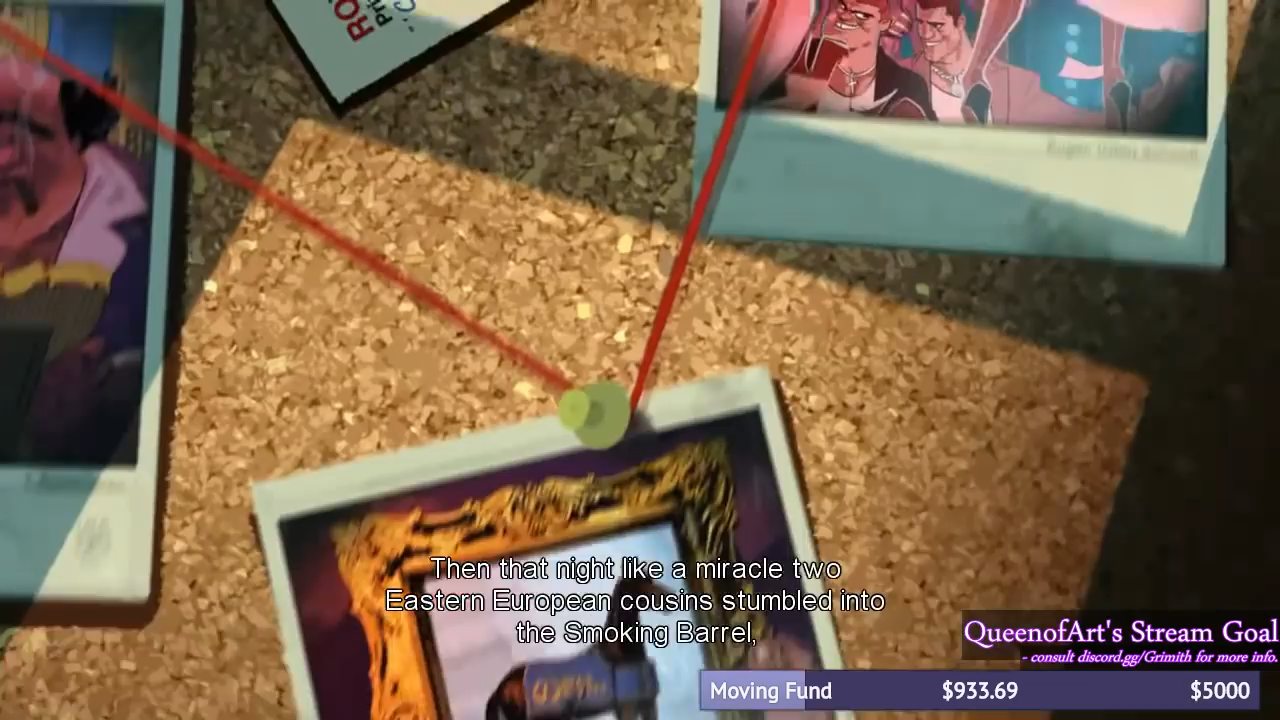 Then that night like a miracle two
Eastern European cousins stumbled into
the Smoking Barrel,
QueenofArt's Stream Goal
- consult discord.gg/Grimith for more info.
Moving Fund $933.69 $5000